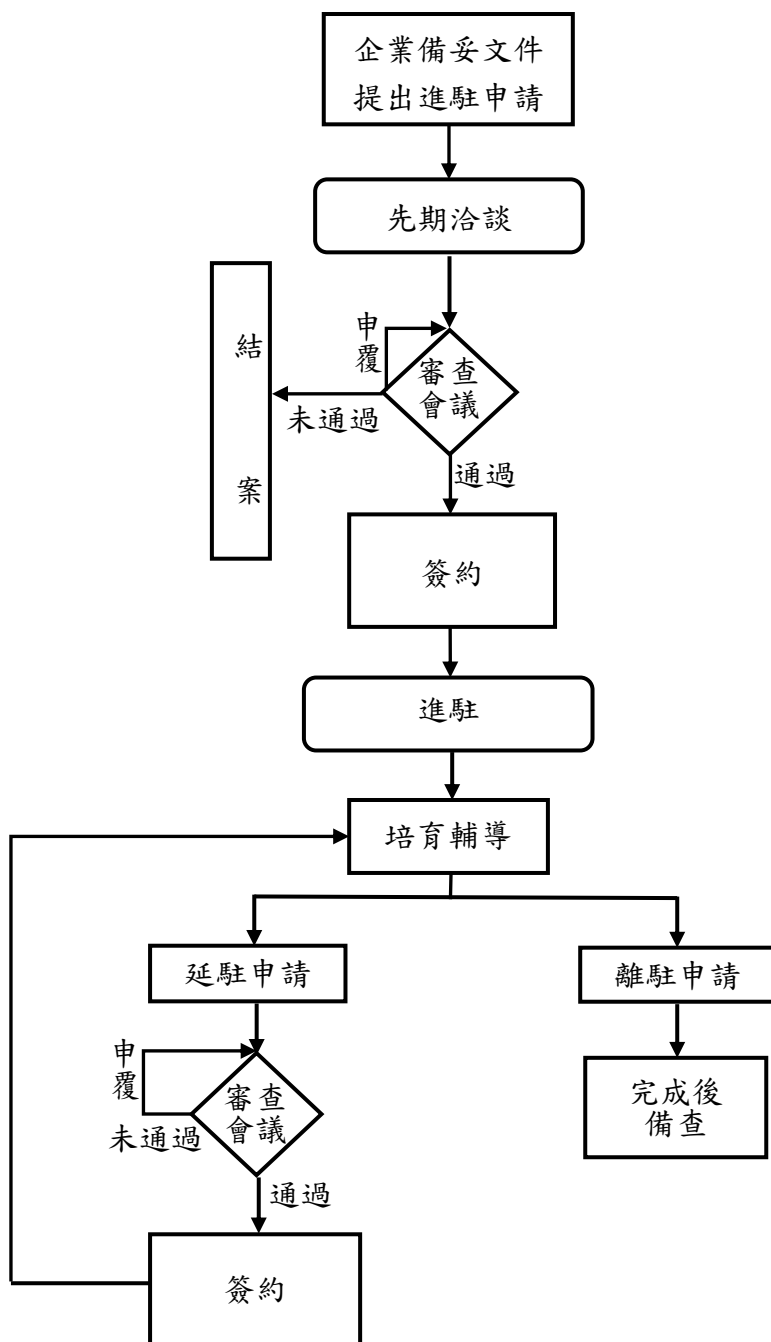 企業備妥文件
提出進駐申請
先期洽談
結
案
申
覆
審查
會議
未通過
通過
簽約
進駐
培育輔導
延駐申請
離駐申請
申
覆
審查
會議
未通過
完成後
備查
通過
簽約